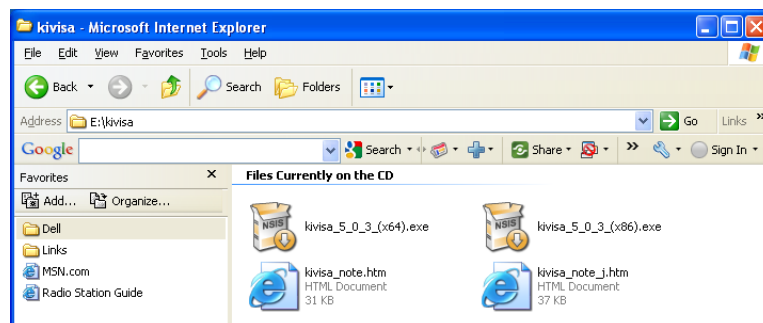 kivisa - Microsoft Internet Explorer
File Edit View Favorites Tools Help
Back Search Folders
Address E:\kivisa Go Links »
Google Search Share » Sign In
Favorites x Files Currently on the CD
Add... Organize...
Dell
Links
MSN.com
Radio Station Guide
NSIS kivisa_5_0_3_(x64).exe NSIS kivisa_5_0_3_(x86).exe
kivisa_note.htm kivisa_note_j.htm
HTML Document HTML Document
31 KB 37 KB